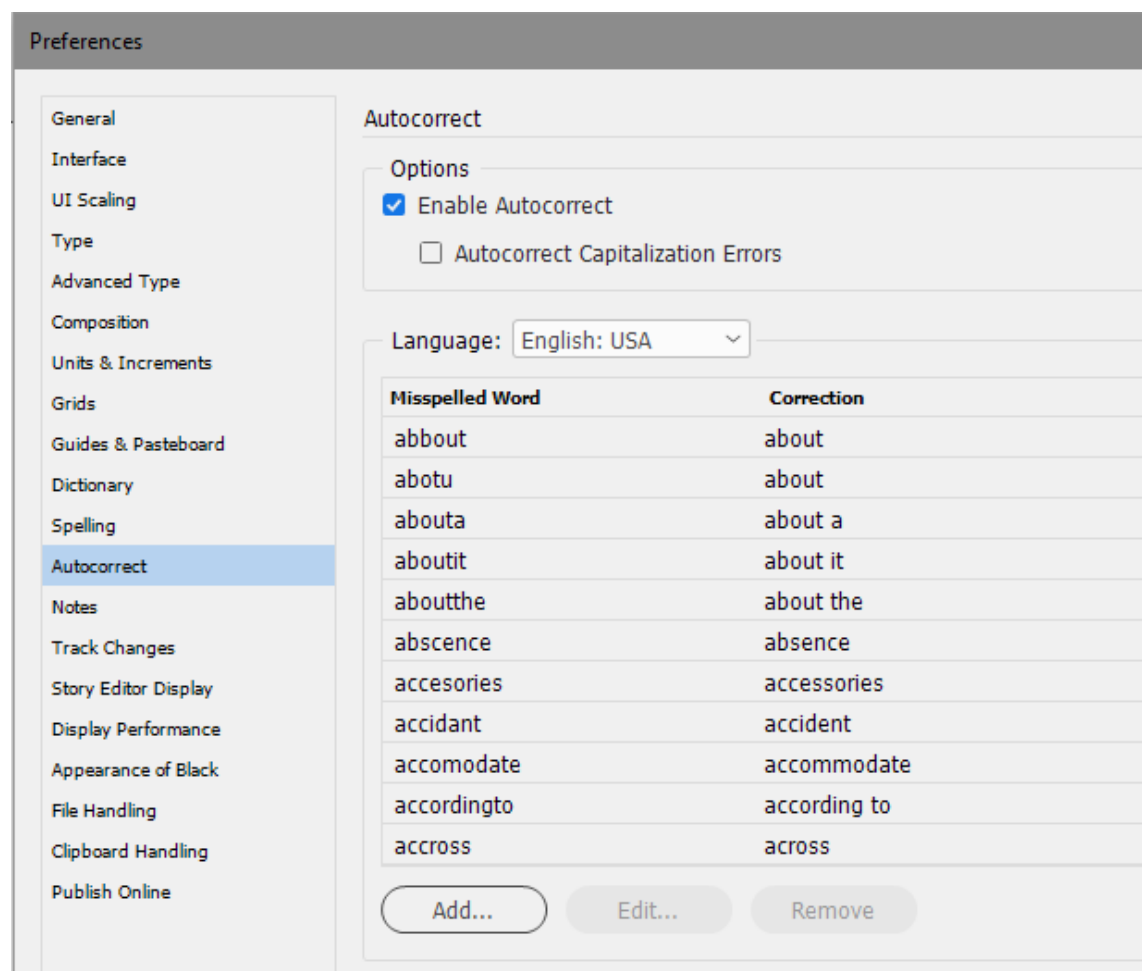 Preferences
General
Interface
UI Scaling
Type
Advanced Type
Composition
Units & Increments
Grids
Guides & Pasteboard
Dictionary
Spelling
Autocorrect
Notes
Track Changes
Story Editor Display
Display Performance
Appearance of Black
File Handling
Clipboard Handling
Publish Online
Autocorrect
Options
Enable Autocorrect
Autocorrect Capitalization Errors
Language: English: USA
Misspelled Word Correction
abbout about
abotu about
abouta about a
aboutit about it
aboutthe about the
abscence absence
accesories accessories
accidant accident
accomodate accommodate
accordingto according to
accross across
Add... Edit... Remove